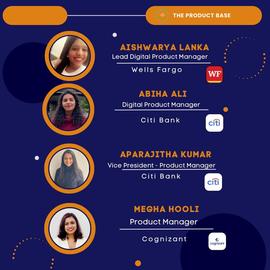 THE PRODUCT BASE
AISHWARYA LANKA
Lead Digital Product Manager
Wells Fargo
WF
ABIHA ALI
Digital Product Manager
Citi Bank
citi
APARAJITHA KUMAR
Vice President - Product Manager
Citi Bank
citi
MEGHA HOOLI
Product Manager
Cognizant
cognizant